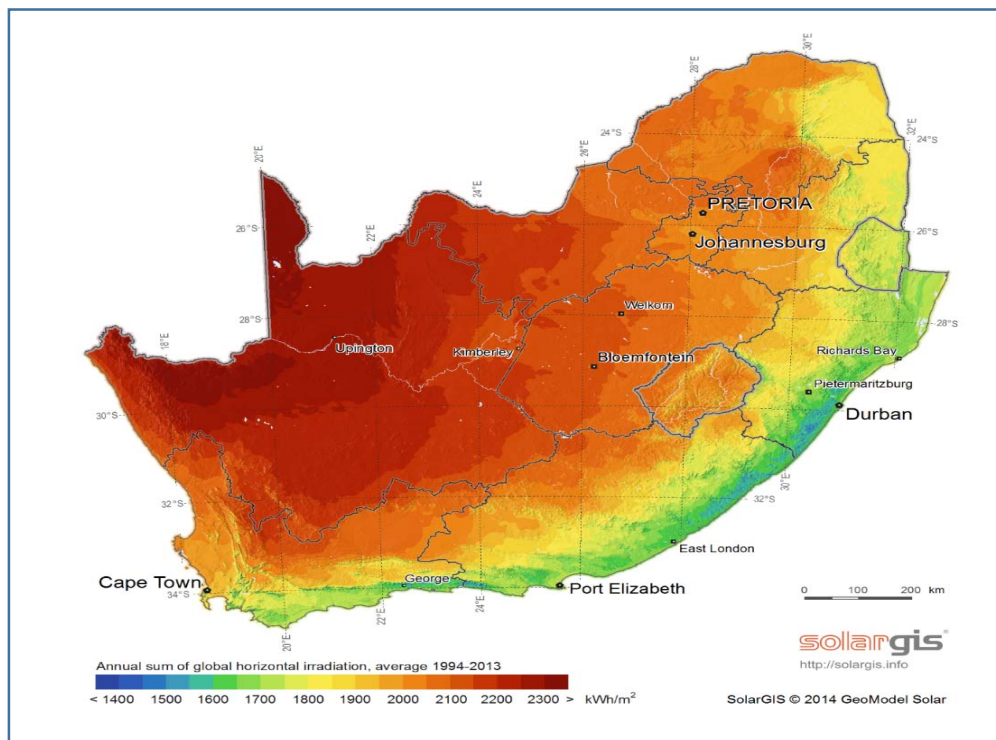 30°E
28°E
24°S
26°E
32°E
24°S
20°E
24°E
PRETORIA
22°E
26°S
Johannesburg
26°S
Welkom
28°S
28°S
18°E
Upington
Kimberley
Bloemfontein
Richards Bay
Pietermaritzburg
Durban
30°S
30°E
32°S
32°S
East London
Cape Town
George
Port Elizabeth
34°S
24°E
22°E
20°E
0 100 200 km
solargis
http://solargis.info
Annual sum of global horizontal irradiation, average 1994-2013
< 1400 1500 1600 1700 1800 1900 2000 2100 2200 2300 > kWh/m²
SolarGIS © 2014 GeoModel Solar